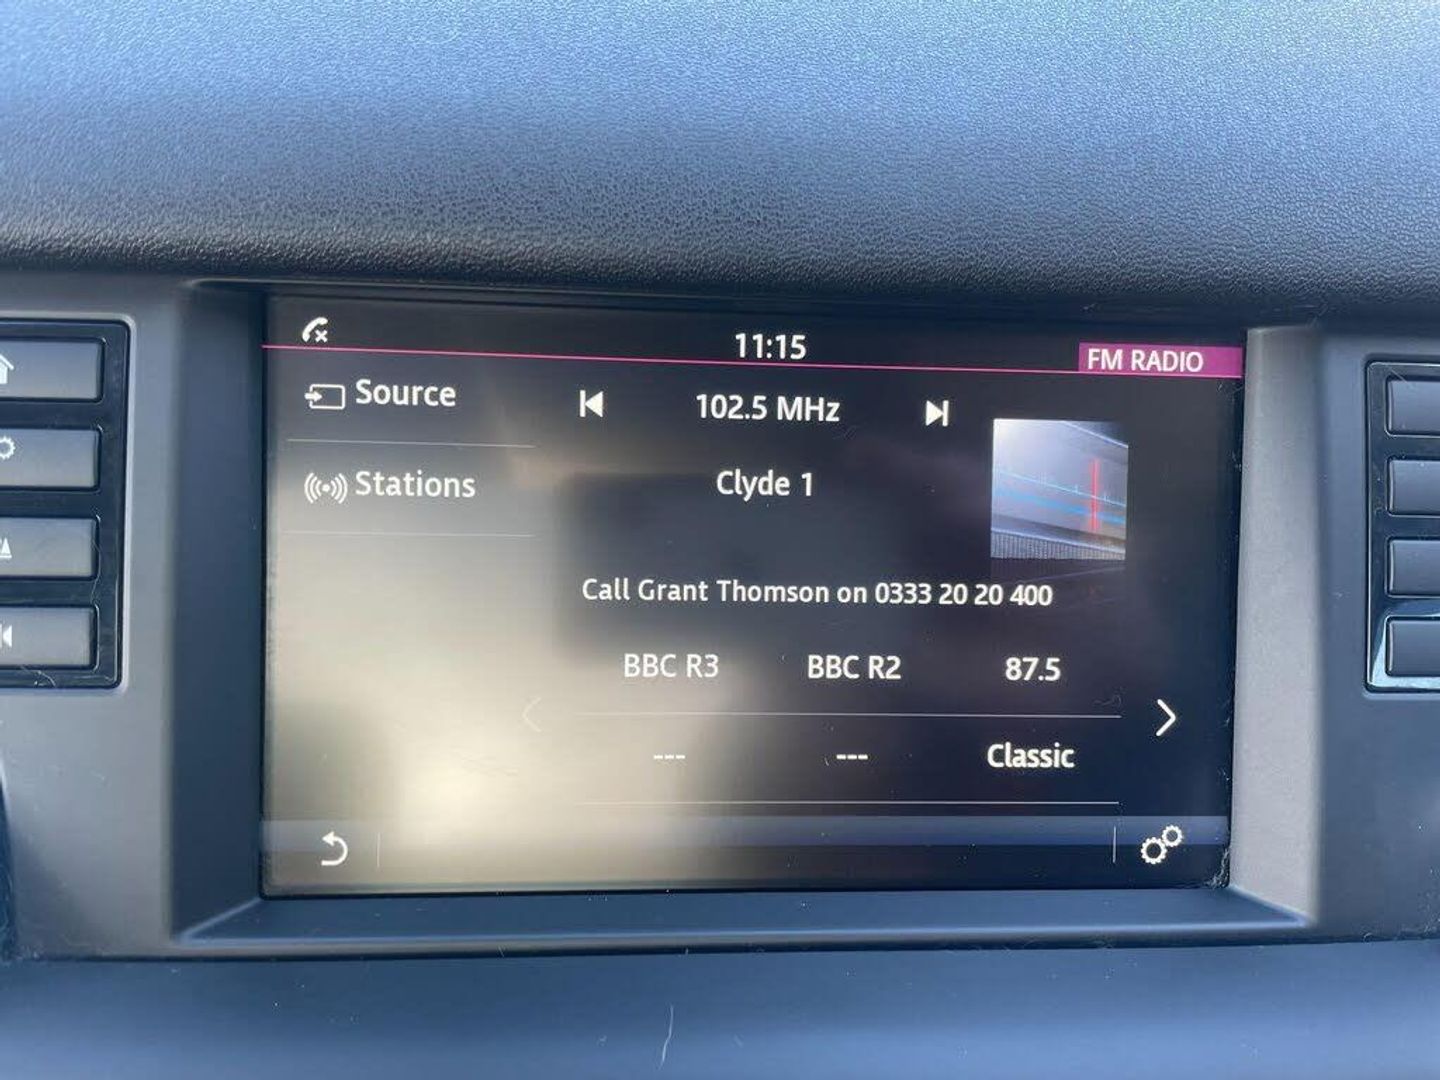 11:15
FM RADIO
Source
102.5 MHz
Stations
Clyde 1
Call Grant Thomson on 0333 20 20 400
BBC R3 BBC R2 87.5
--- --- Classic